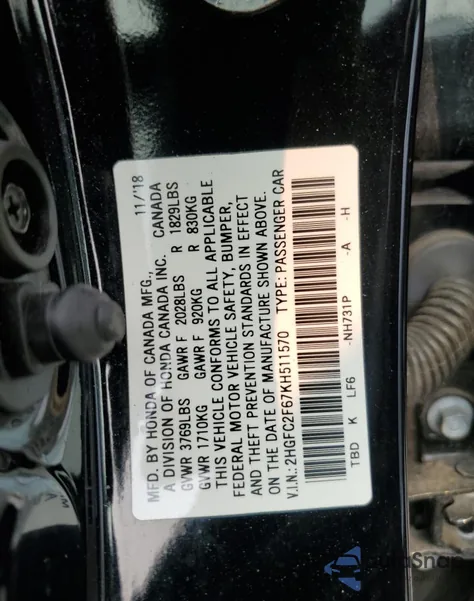 MFD. BY HONDA OF CANADA MFG., 11/'18
A DIVISION OF HONDA CANADA INC. CANADA
GVWR 3769LBS GAWR F 2028LBS R 1829LBS
GVWR 1710KG GAWR F 920KG R 830KG
THIS VEHICLE CONFORMS TO ALL APPLICABLE
FEDERAL MOTOR VEHICLE SAFETY, BUMPER,
AND THEFT PREVENTION STANDARDS IN EFFECT
ON THE DATE OF MANUFACTURE SHOWN ABOVE.
V.I.N.: 2HGFC2F67KH511570 TYPE: PASSENGER CAR
TBD K LF6 -NH731P -A -H
AutoSnap